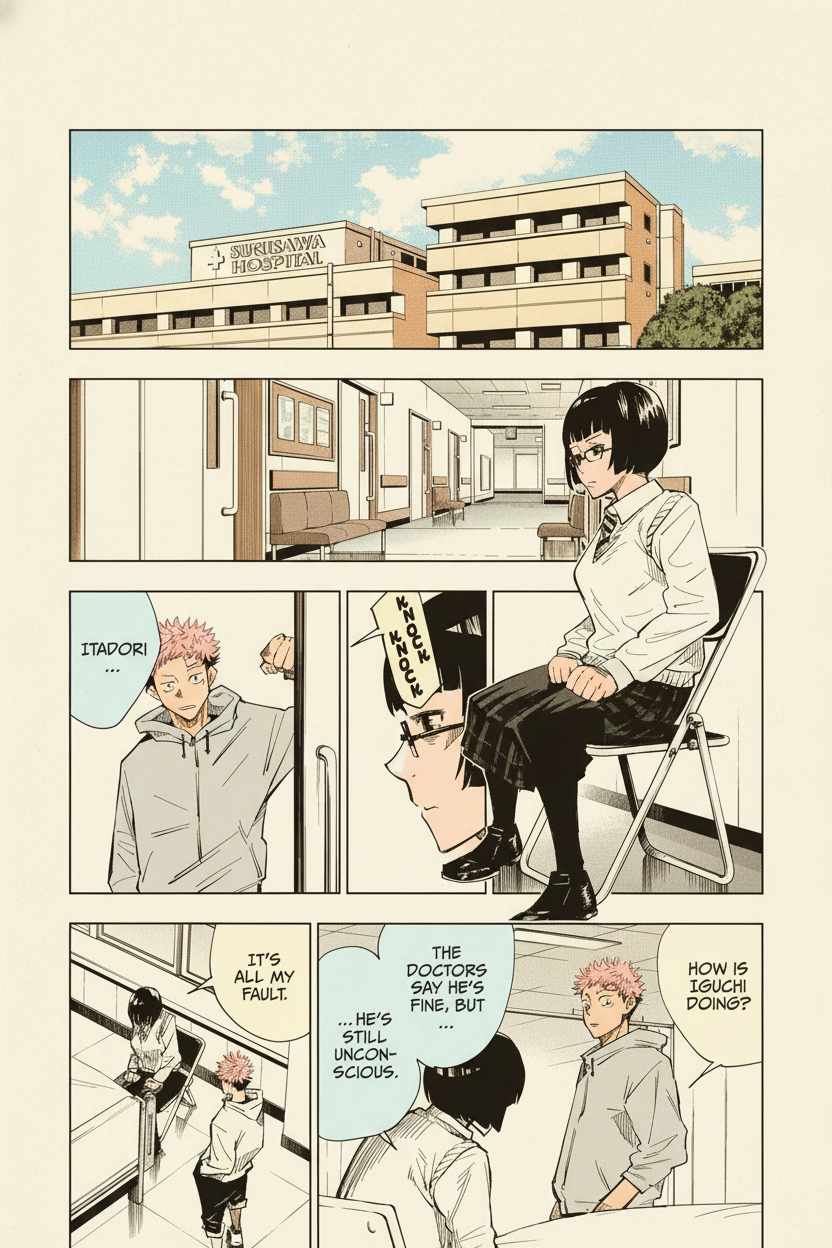 SURUSAWA
HOSPITAL
KNOCK
KNOCK
ITADORI
...
HOW IS
IGUCHI
DOING?
THE
DOCTORS
SAY HE'S
FINE, BUT
...
...HE'S
STILL
UNCON-
SCIOUS.
IT'S
ALL MY
FAULT.